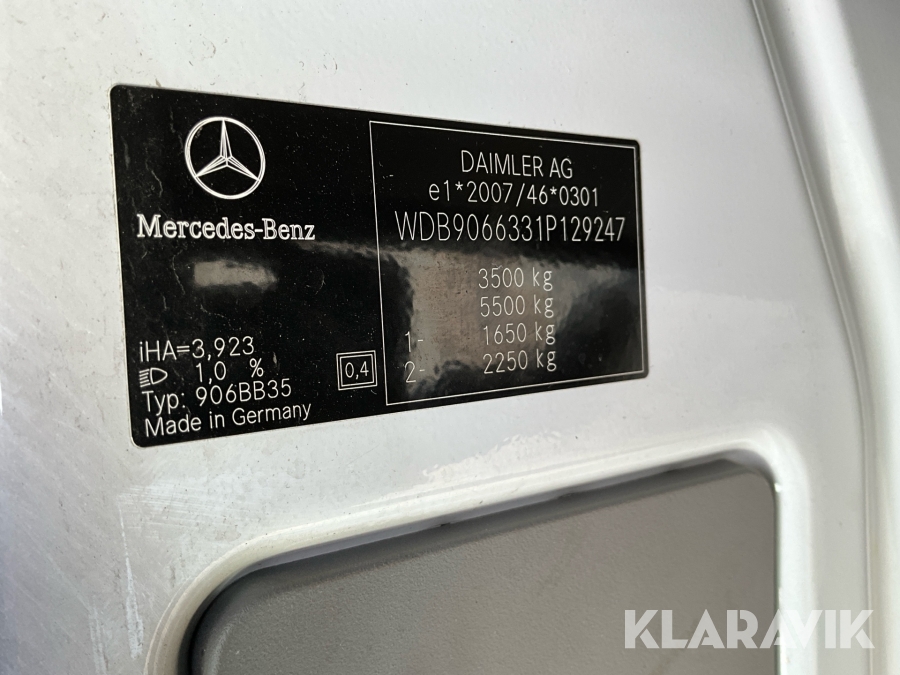 Mercedes-Benz
iHA=3,923
1,0 %
Typ: 906BB35
Made in Germany
0,4
DAIMLER AG
e1*2007/46*0301
WDB9066331P129247
3500 kg
5500 kg
1- 1650 kg
2- 2250 kg
KLARAVIK